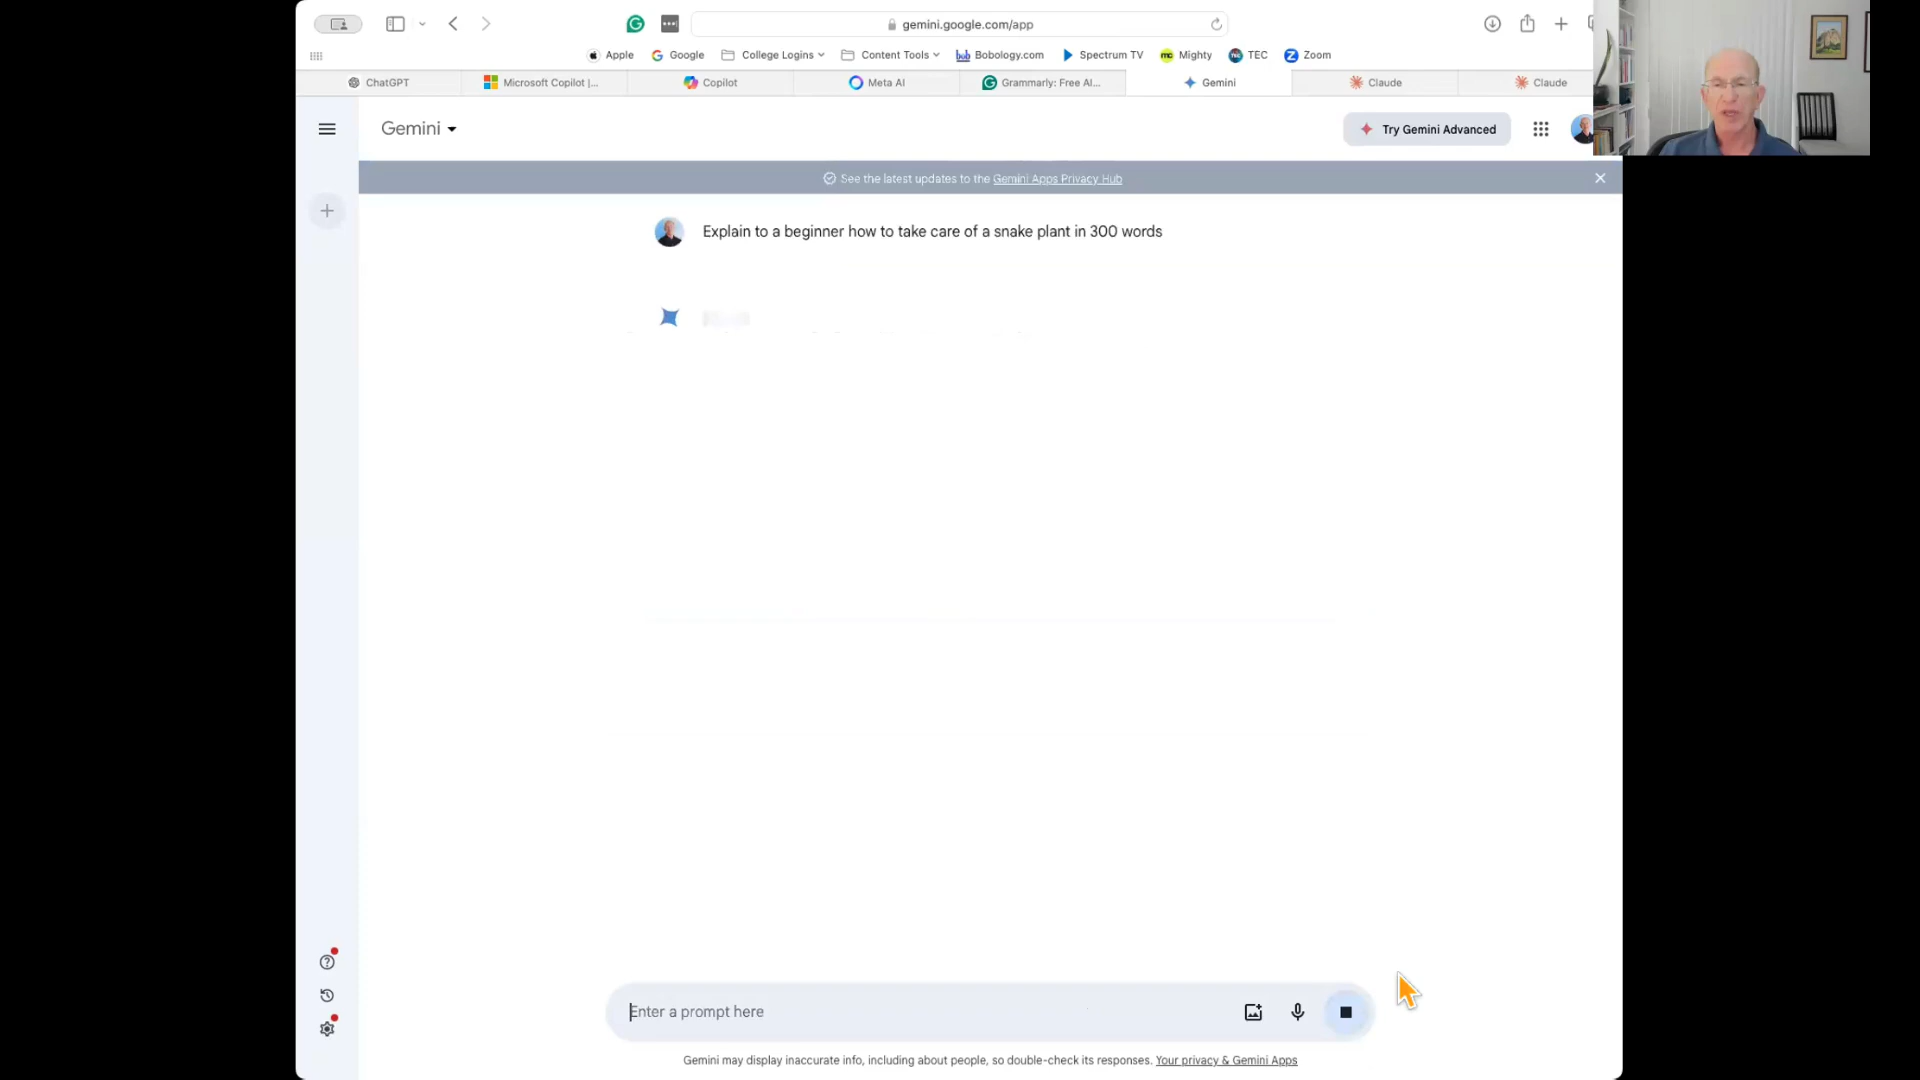 gemini.google.com/app
Apple
Google
College Logins
Content Tools
bub Bobology.com
Spectrum TV
mc Mighty
TEC TEC
Z Zoom
ChatGPT
Microsoft Copilot |...
Copilot
Meta AI
Grammarly: Free AI...
Gemini
Claude
Claude
Gemini
Try Gemini Advanced
See the latest updates to the Gemini Apps Privacy Hub
Explain to a beginner how to take care of a snake plant in 300 words
Enter a prompt here
Gemini may display inaccurate info, including about people, so double-check its responses. Your privacy & Gemini Apps